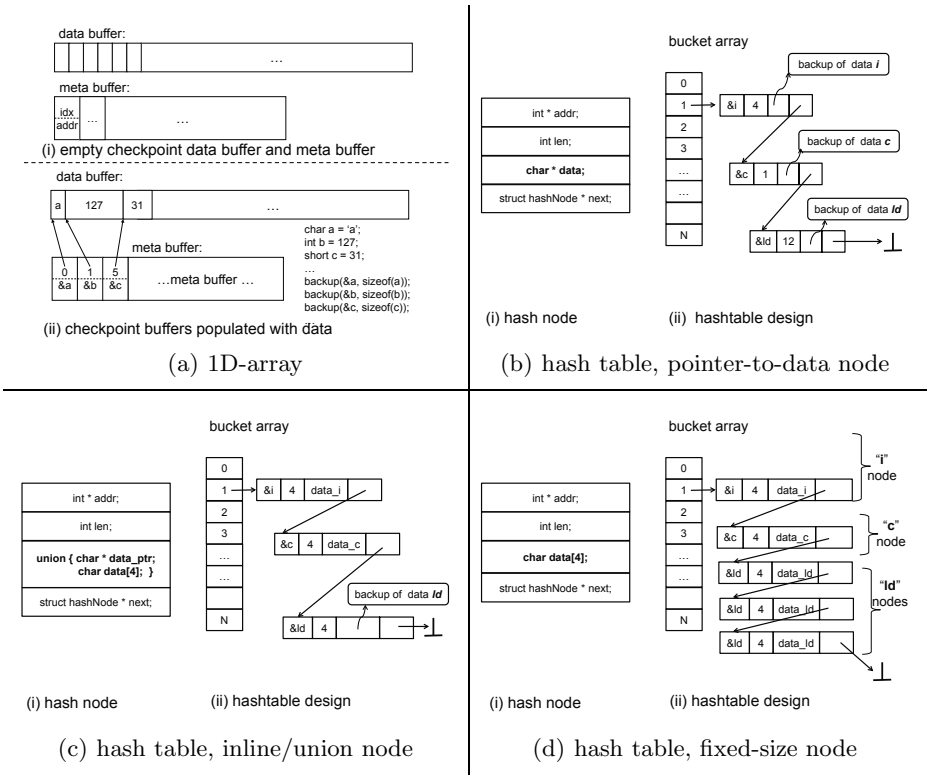 data buffer:
...
meta buffer:
idx
addr
...
...
(i) empty checkpoint data buffer and meta buffer
data buffer:
a 127 31 ...
char a = 'a';
int b = 127;
short c = 31;
...
backup(&a, sizeof(a));
backup(&b, sizeof(b));
backup(&c, sizeof(c));
meta buffer:
0 1 5
&a &b &c
...meta buffer ...
(ii) checkpoint buffers populated with data
(a) 1D-array
int * addr;
int len;
char * data;
struct hashNode * next;
(i) hash node
bucket array
0
1
2
3
...
...
N
&i 4
backup of data i
&c 1
backup of data c
&ld 12
backup of data ld
(ii) hashtable design
(b) hash table, pointer-to-data node
int * addr;
int len;
union { char * data_ptr;
char data[4]; }
struct hashNode * next;
(i) hash node
bucket array
0
1
2
3
...
...
N
&i 4 data_i
&c 4 data_c
backup of data ld
&ld 4
(ii) hashtable design
(c) hash table, inline/union node
int * addr;
int len;
char data[4];
struct hashNode * next;
(i) hash node
bucket array
0
1
2
3
...
...
N
&i 4 data_i
&c 4 data_c
&ld 4 data_ld
&ld 4 data_ld
&ld 4 data_ld
"i"
node
"c"
node
"ld"
nodes
(ii) hashtable design
(d) hash table, fixed-size node